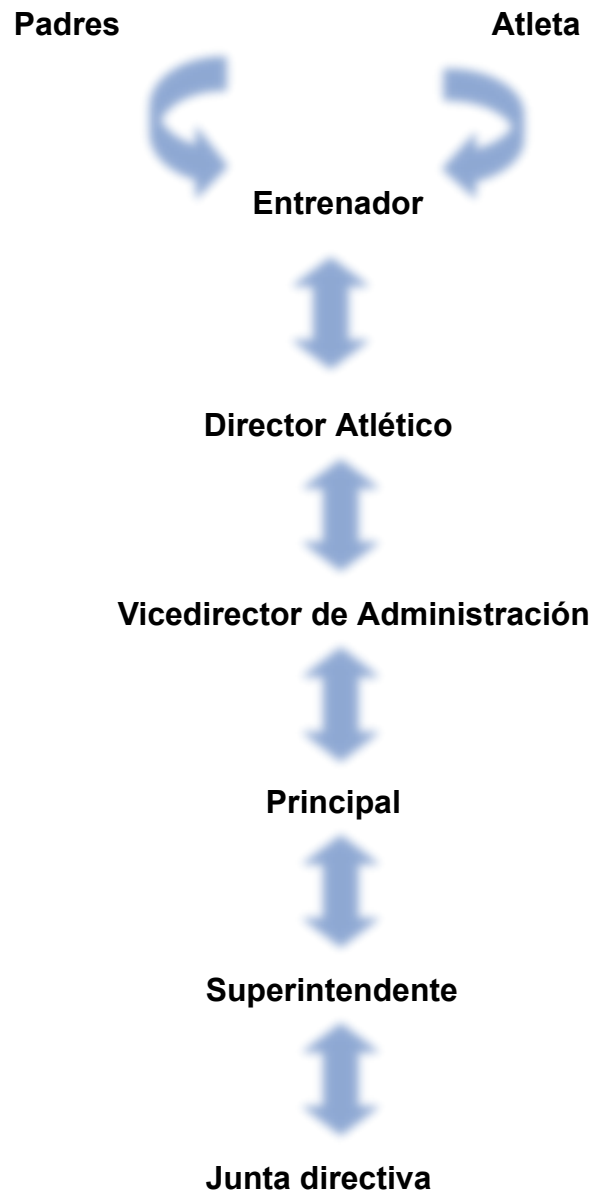 Padres
Atleta
Entrenador
Director Atlético
Vicedirector de Administración
Principal
Superintendente
Junta directiva